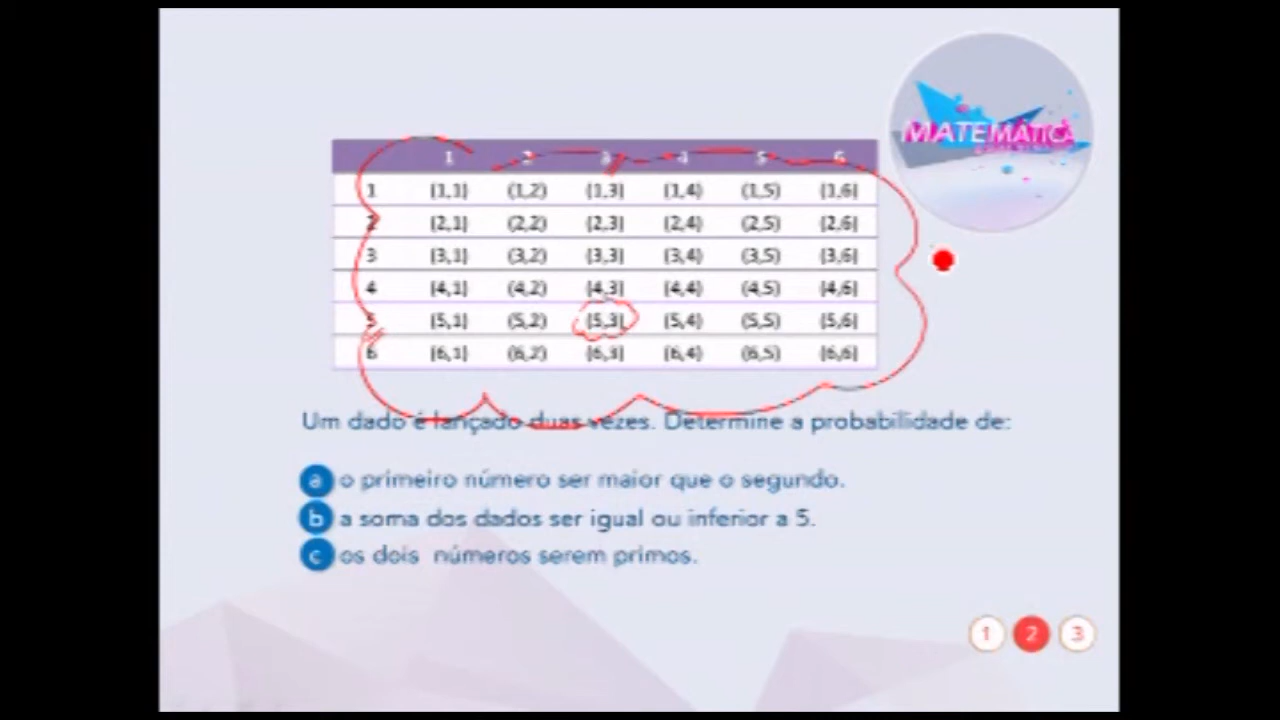 MATEMÁTICA
1 2 3 4 5 6
1 (1,1) (1,2) (1,3) (1,4) (1,5) (1,6)
2 (2,1) (2,2) (2,3) (2,4) (2,5) (2,6)
3 (3,1) (3,2) (3,3) (3,4) (3,5) (3,6)
4 (4,1) (4,2) (4,3) (4,4) (4,5) (4,6)
5 (5,1) (5,2) (5,3) (5,4) (5,5) (5,6)
6 (6,1) (6,2) (6,3) (6,4) (6,5) (6,6)
Um dado é lançado duas vezes. Determine a probabilidade de:
a o primeiro número ser maior que o segundo.
b a soma dos dados ser igual ou inferior a 5.
c os dois números serem primos.
1 2 3